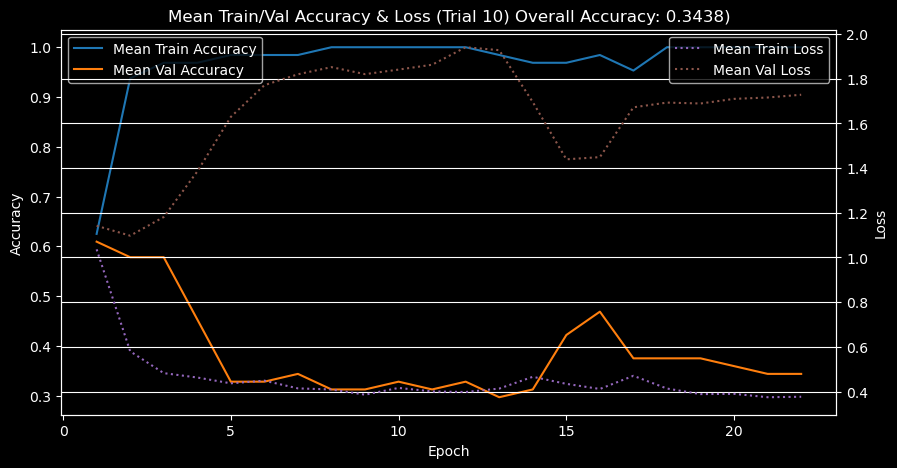 Mean Train/Val Accuracy & Loss (Trial 10) Overall Accuracy: 0.3438)
Mean Train Accuracy
Mean Val Accuracy
Mean Train Loss
Mean Val Loss
1.0
0.9
0.8
0.7
0.6
0.5
0.4
0.3
Accuracy
2.0
1.8
1.6
1.4
1.2
1.0
0.8
0.6
0.4
Loss
0
5
10
15
20
Epoch